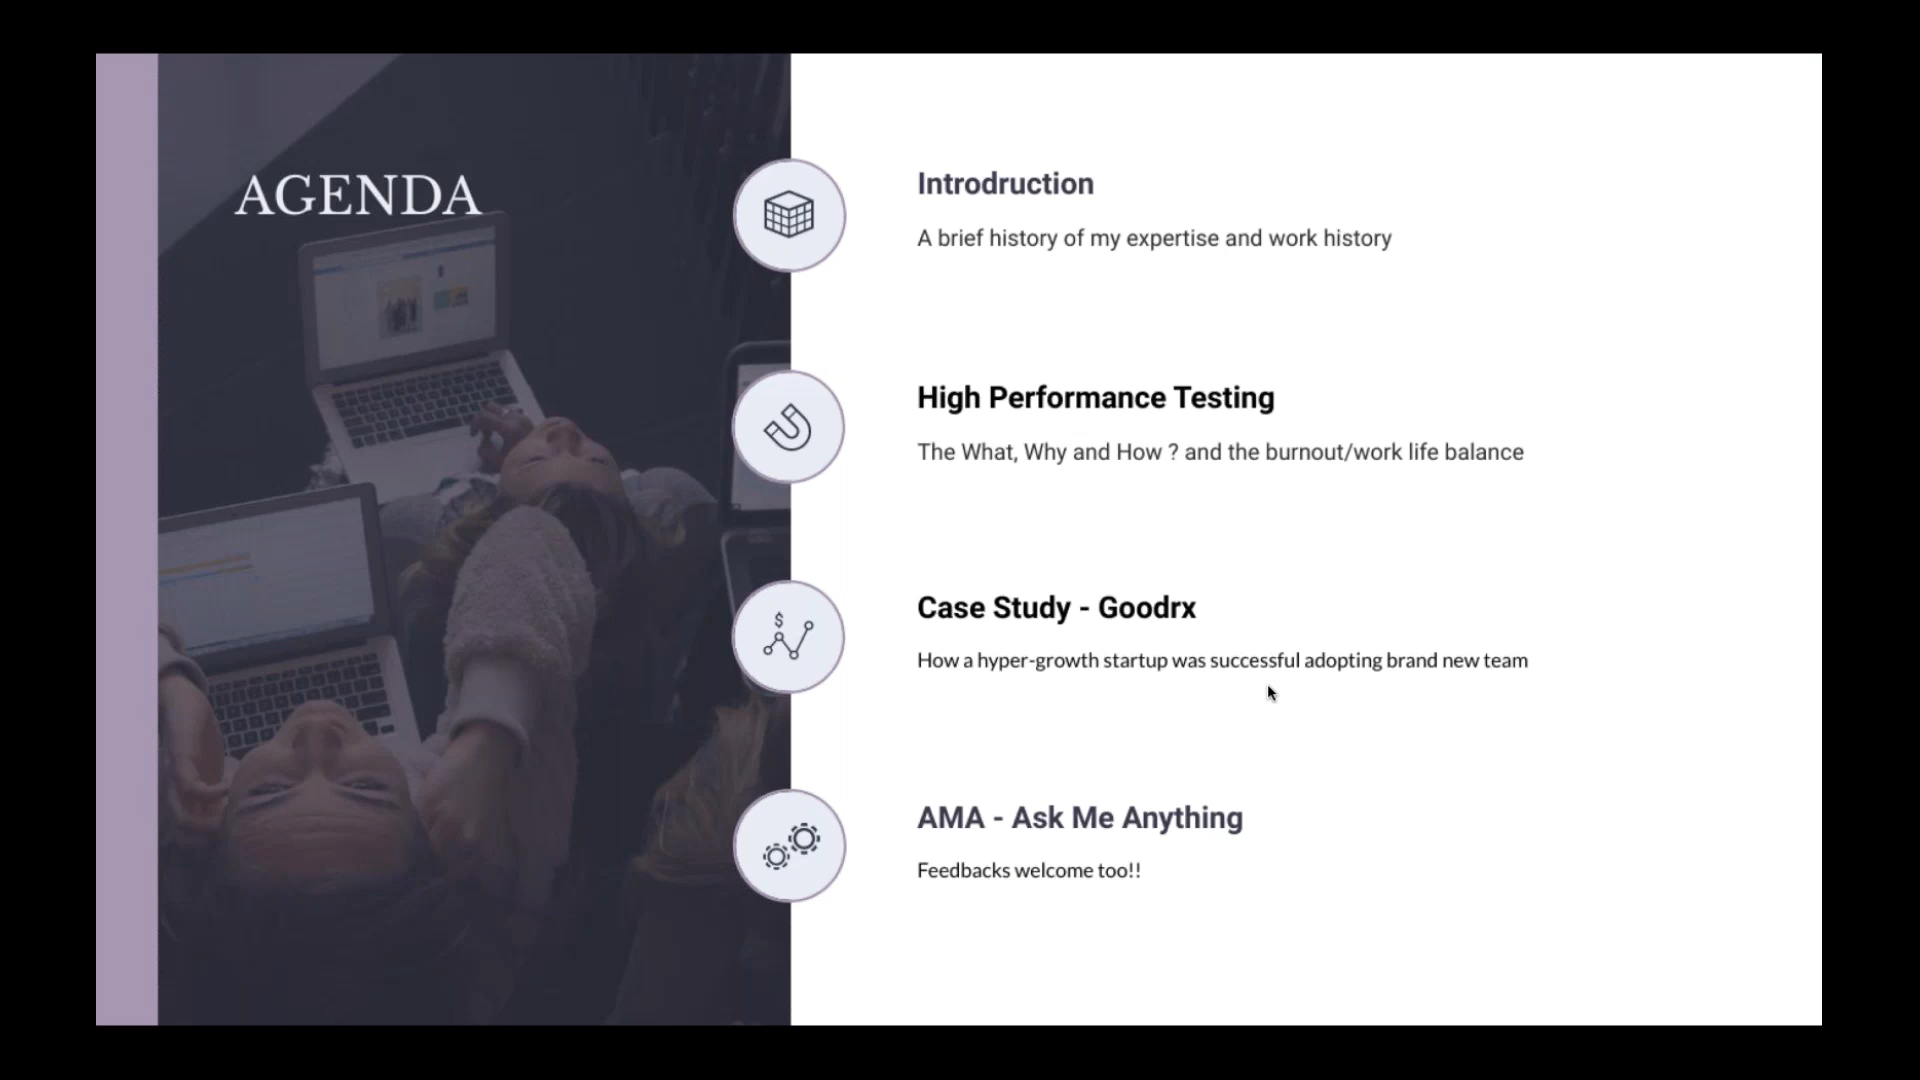 AGENDA
Introdruction
A brief history of my expertise and work history
High Performance Testing
The What, Why and How ? and the burnout/work life balance
Case Study - Goodrx
How a hyper-growth startup was successful adopting brand new team
AMA - Ask Me Anything
Feedbacks welcome too!!